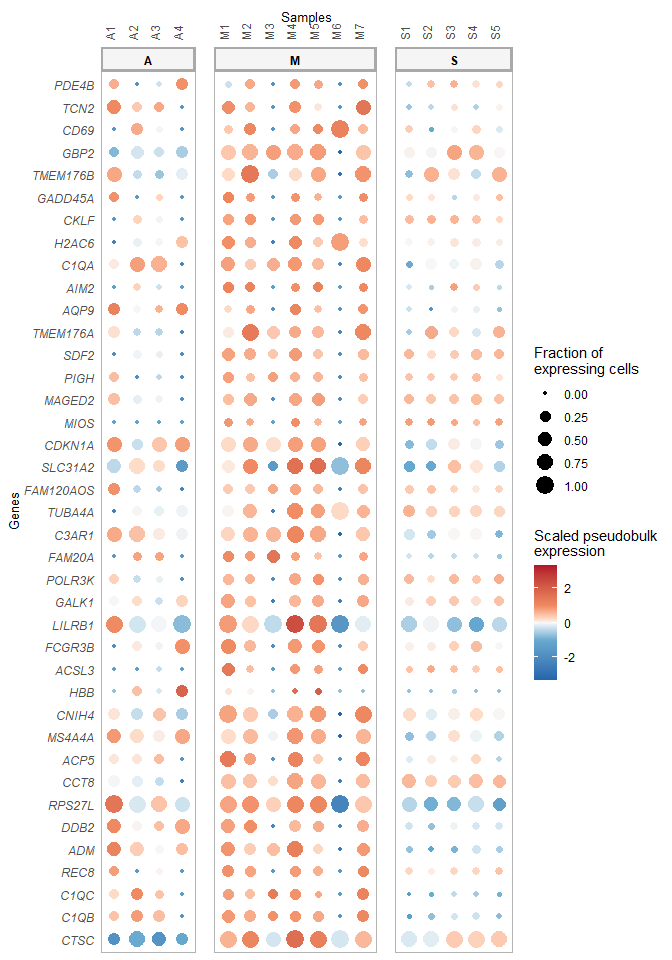 Samples
A1 A2 A3 A4 M1 M2 M3 M4 M5 M6 M7 S1 S2 S3 S4 S5
A M S
Genes
PDE4B
TCN2
CD69
GBP2
TMEM176B
GADD45A
CKLF
H2AC6
C1QA
AIM2
AQP9
TMEM176A
SDF2
PIGH
MAGED2
MIOS
CDKN1A
SLC31A2
FAM120AOS
TUBA4A
C3AR1
FAM20A
POLR3K
GALK1
LILRB1
FCGR3B
ACSL3
HBB
CNIH4
MS4A4A
ACP5
CCT8
RPS27L
DDB2
ADM
REC8
C1QC
C1QB
CTSC
Fraction of
expressing cells
0.00
0.25
0.50
0.75
1.00
Scaled pseudobulk
expression
2
0
-2